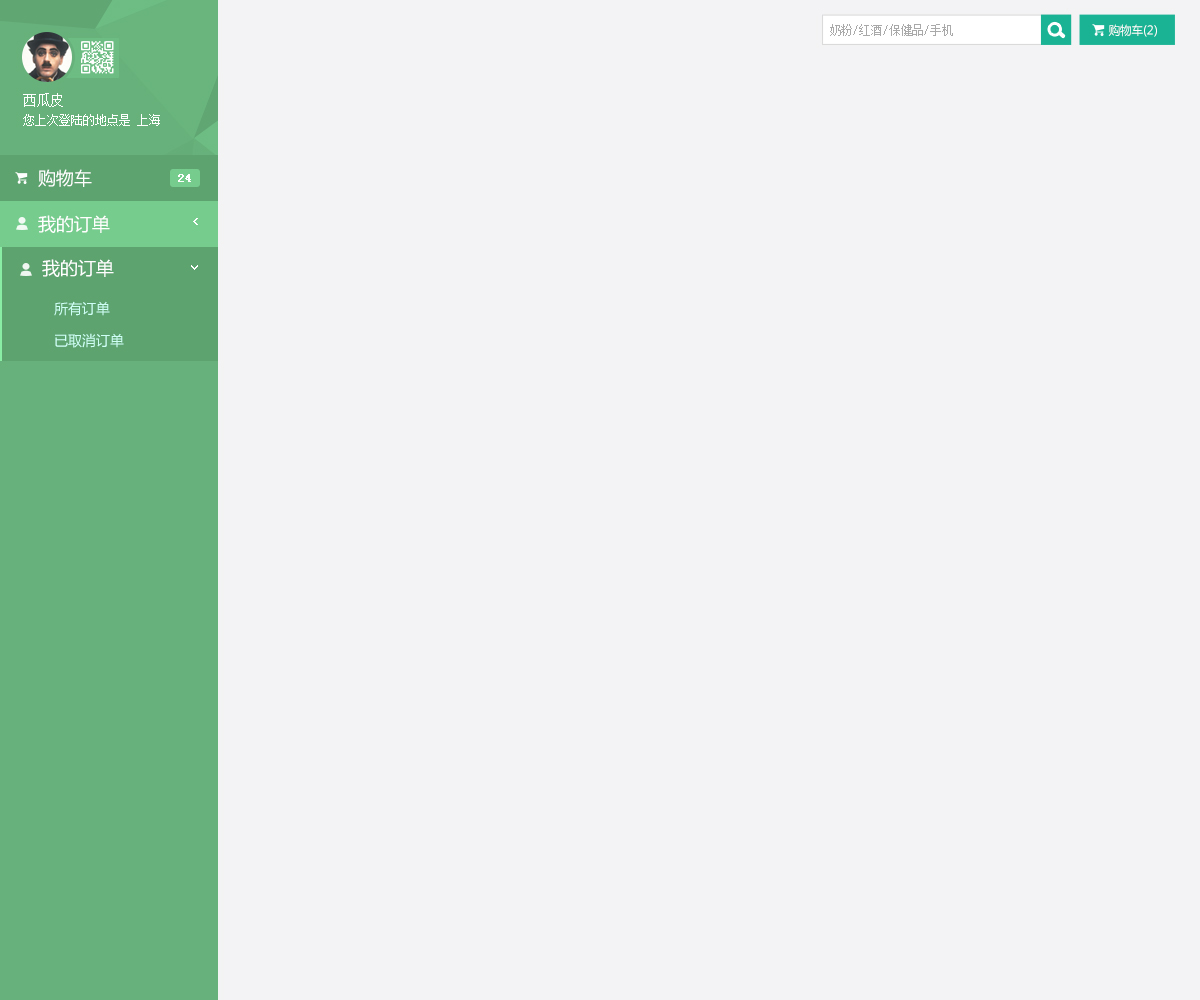 奶粉/红酒/保健品/手机
购物车(2)
西瓜皮
您上次登陆的地点是 上海
购物车
24
我的订单
我的订单
所有订单
已取消订单